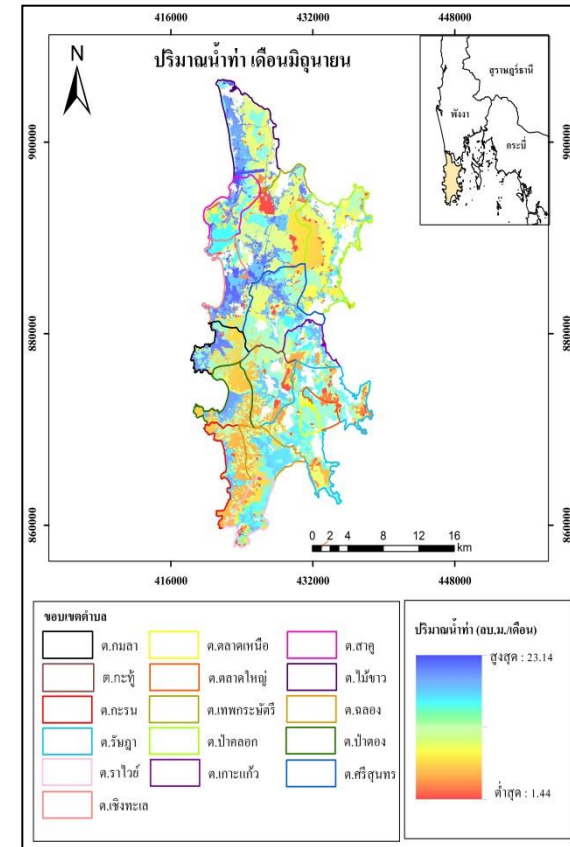 416000 432000 448000
ปริมาณน้ำท่า เดือนมิถุนายน
N
สุราษฎร์ธานี
พังงา
กระบี่
900000
880000
860000
0 2 4 8 12 16
km
416000 432000 448000
ขอบเขตตำบล
ต.กมลา
ต.ตลาดเหนือ
ต.สาคู
ต.กะทู้
ต.ตลาดใหญ่
ต.ไม้ขาว
ต.กะรน
ต.เทพกระษัตรี
ต.ฉลอง
ต.รัษฎา
ต.ป่าคลอก
ต.ป่าตอง
ต.ราไวย์
ต.เกาะแก้ว
ต.ศรีสุนทร
ต.เชิงทะเล
ปริมาณน้ำท่า (ลบ.ม./เดือน)
สูงสุด : 23.14
ต่ำสุด : 1.44